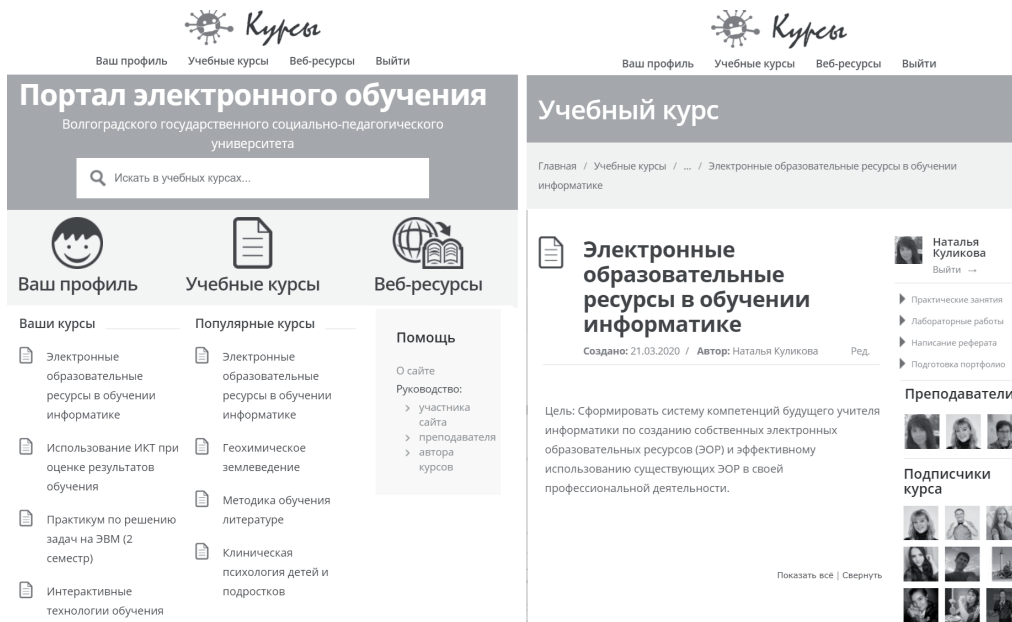 Курсы
Ваш профиль Учебные курсы Веб-ресурсы Выйти
Портал электронного обучения
Волгоградского государственного социально-педагогического
университета
Искать в учебных курсах...
Ваш профиль Учебные курсы Веб-ресурсы
Ваши курсы
Электронные
образовательные
ресурсы в обучении
информатике
Использование ИКТ при
оценке результатов
обучения
Практикум по решению
задач на ЭВМ (2
семестр)
Интерактивные
технологии обучения
Популярные курсы
Электронные
образовательные
ресурсы в обучении
информатике
Геохимическое
землеведение
Методика обучения
литературе
Клиническая
психология детей и
подростков
Помощь
О сайте
Руководство:
участника
сайта
преподавателя
автора
курсов
Курсы
Ваш профиль Учебные курсы Веб-ресурсы Выйти
Учебный курс
Главная / Учебные курсы / ... / Электронные образовательные ресурсы в обучении
информатике
Электронные
образовательные
ресурсы в обучении
информатике
Создано: 21.03.2020 / Автор: Наталья Куликова Ред.
Цель: Сформировать систему компетенций будущего учителя
информатики по созданию собственных электронных
образовательных ресурсов (ЭОР) и эффективному
использованию существующих ЭОР в своей
профессиональной деятельности.
Показать всё | Свернуть
Наталья
Куликова
Выйти →
Практические занятия
Лабораторные работы
Написание реферата
Подготовка портфолио
Преподаватели
Подписчики
курса